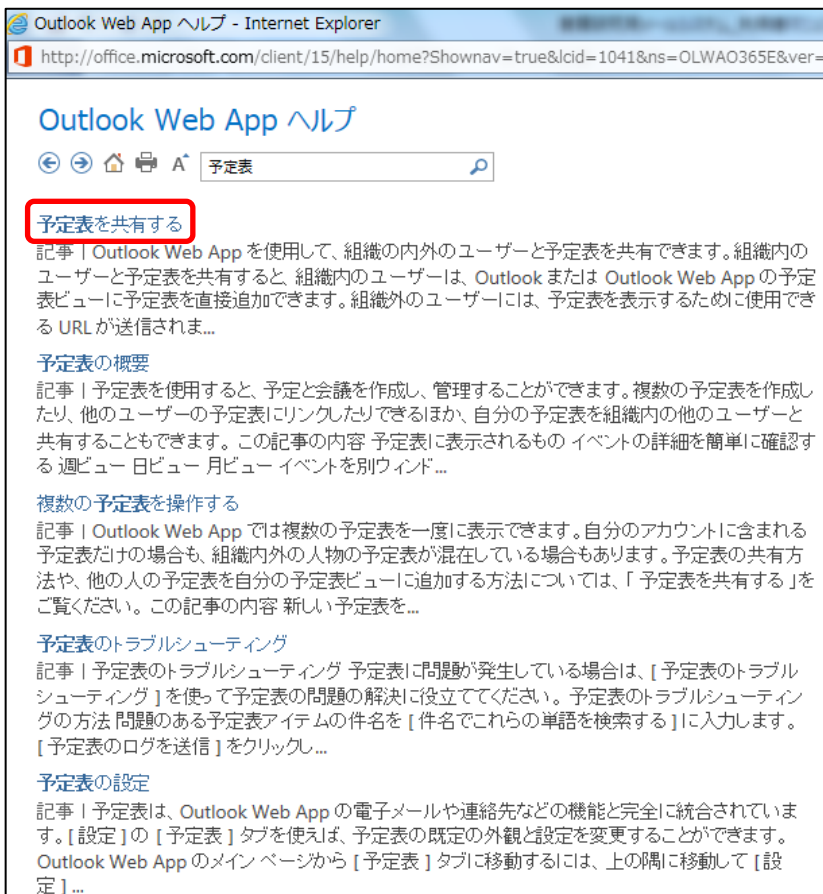 Outlook Web App ヘルプ - Internet Explorer
http://office.microsoft.com/client/15/help/home?Shownav=true&lcid=1041&ns=OLWAO365E&ver=
Outlook Web App ヘルプ
予定表
予定表を共有する
記事 | Outlook Web App を使用して、組織の内外のユーザーと予定表を共有できます。組織内の
ユーザーと予定表を共有すると、組織内のユーザーは、Outlook または Outlook Web App の予定
表ビューに予定表を直接追加できます。組織外のユーザーには、予定表を表示するために使用でき
る URL が送信されま...
予定表の概要
記事 | 予定表を使用すると、予定と会議を作成し、管理することができます。複数の予定表を作成し
たり、他のユーザーの予定表にリンクしたりできるほか、自分の予定表を組織内の他のユーザーと
共有することもできます。この記事の内容 予定表に表示されるもの イベントの詳細を簡単に確認す
る 週ビュー 日ビュー 月ビュー イベントを別ウィンド...
複数の予定表を操作する
記事 | Outlook Web App では複数の予定表を一度に表示できます。自分のアカウントに含まれる
予定表だけの場合も、組織内外の人物の予定表が混在している場合もあります。予定表の共有方
法や、他の人の予定表を自分の予定表ビューに追加する方法については、「 予定表を共有する 」を
ご覧ください。この記事の内容 新しい予定表を...
予定表のトラブルシューティング
記事 | 予定表のトラブルシューティング 予定表に問題が発生している場合は、[ 予定表のトラブル
シューティング ] を使って予定表の問題の解決に役立ててください。予定表のトラブルシューティン
グの方法 問題のある予定表アイテムの件名を [ 件名でこれらの単語を検索する ] に入力します。
[ 予定表のログを送信 ] をクリックし...
予定表の設定
記事 | 予定表は、Outlook Web App の電子メールや連絡先などの機能と完全に統合されていま
す。[ 設定 ] の [ 予定表 ] タブを使えば、予定表の既定の外観と設定を変更することができます。
Outlook Web App のメイン ページから [ 予定表 ] タブに移動するには、上の隅に移動して [ 設
定 ] ...